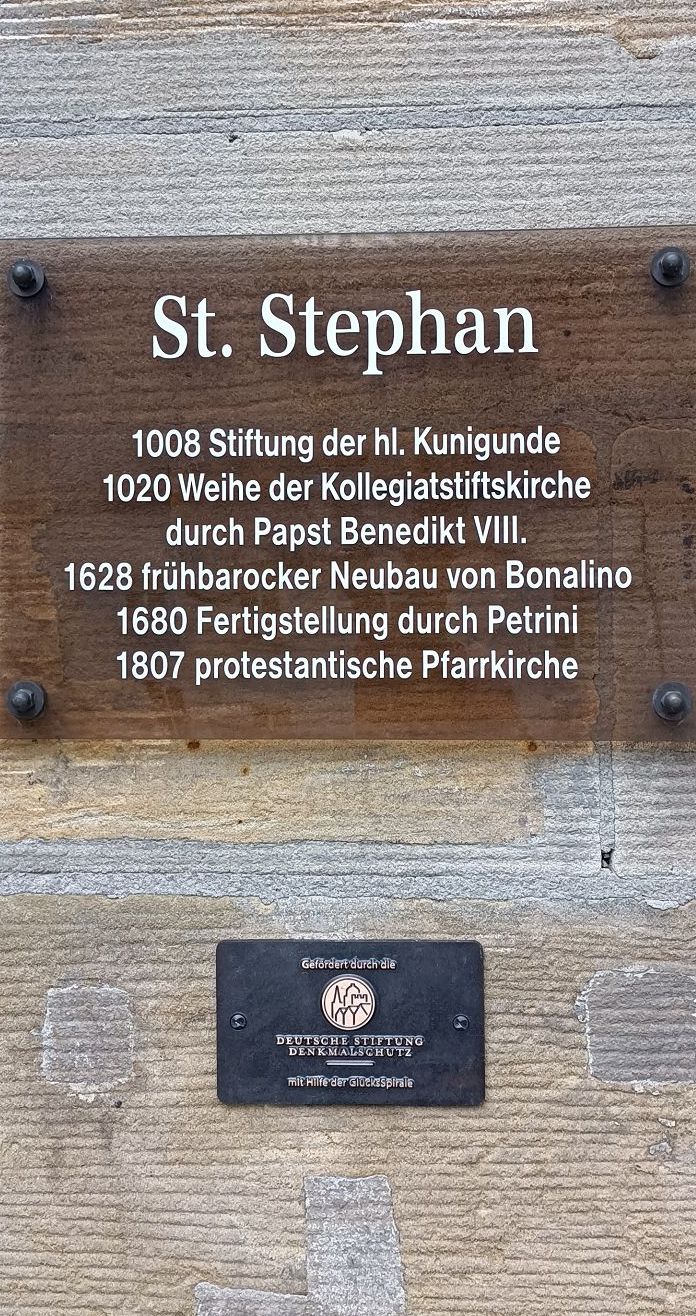 St. Stephan
1008 Stiftung der hl. Kunigunde
1020 Weihe der Kollegiatstiftskirche
durch Papst Benedikt VIII.
1628 frühbarocker Neubau von Bonalino
1680 Fertigstellung durch Petrini
1807 protestantische Pfarrkirche
Gefördert durch die
DEUTSCHE STIFTUNG
DENKMALSCHUTZ
mit Hilfe der GlücksSpirale